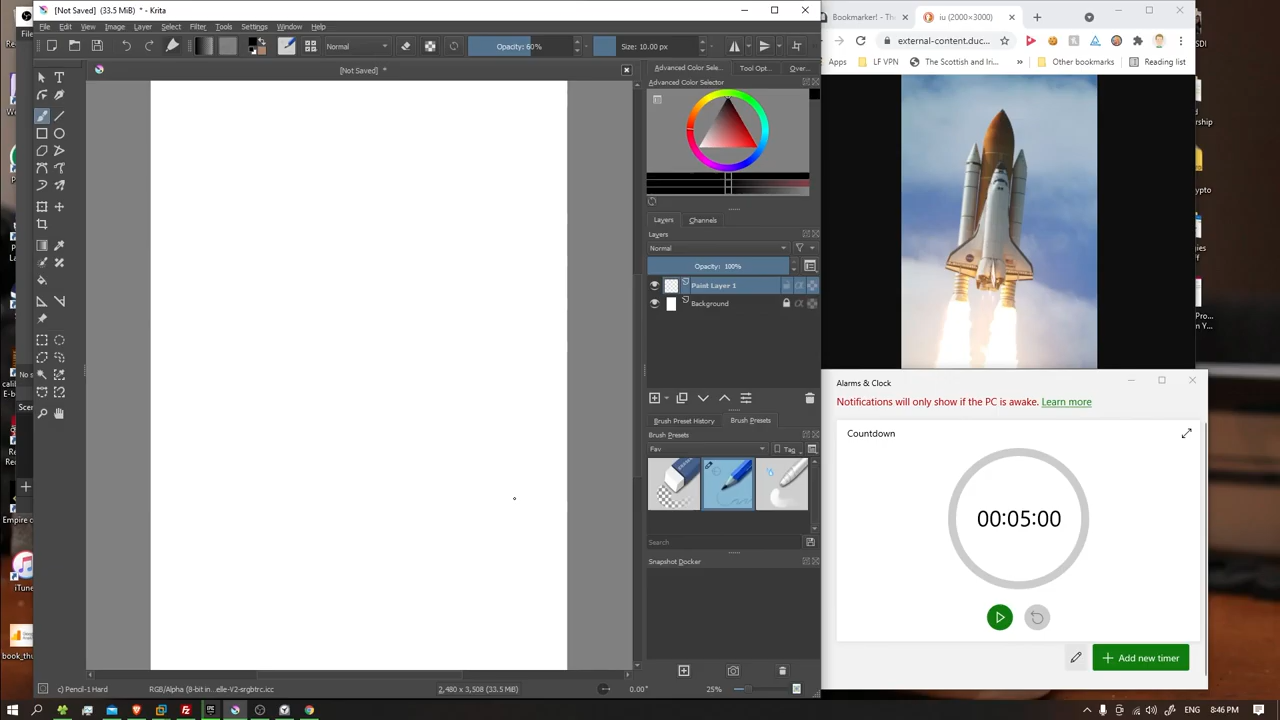 [Not Saved] (33.5 MiB) * - Krita
File Edit View Image Layer Select Filter Tools Settings Window Help
Normal
Opacity: 60%
Size: 10.00 px
[Not Saved] *
Advanced Color Selec... Tool Opt... Over...
Advanced Color Selector
Layers Channels
Layers
Normal
Opacity: 100%
Paint Layer 1
Background
Brush Preset History Brush Presets
Brush Presets
Fav
Tag
Search
Snapshot Docker
c) Pencil-1 Hard
RGB/Alpha (8-bit in...elle-V2-srgbtrc.icc
2,480 x 3,508 (33.5 MiB)
0.00°
25%
Bookmarker! - Th
iu (2000×3000)
external-content.duc...
Apps LF VPN The Scottish and Iri... » Other bookmarks Reading list
Alarms & Clock
Notifications will only show if the PC is awake. Learn more
Countdown
00:05:00
Add new timer
ENG 8:46 PM